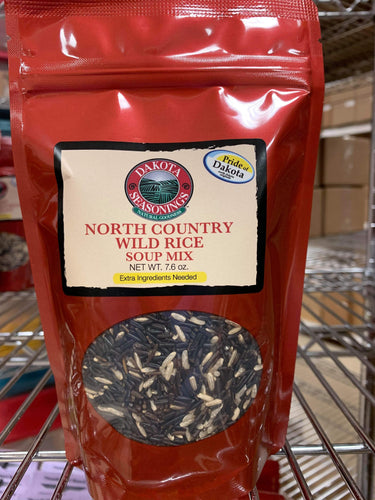 DAKOTA
SEASONINGS
NATURAL GOODNESS
Pride of
Dakota
NORTH COUNTRY
WILD RICE
SOUP MIX
NET WT. 7.6 oz.
Extra Ingredients Needed